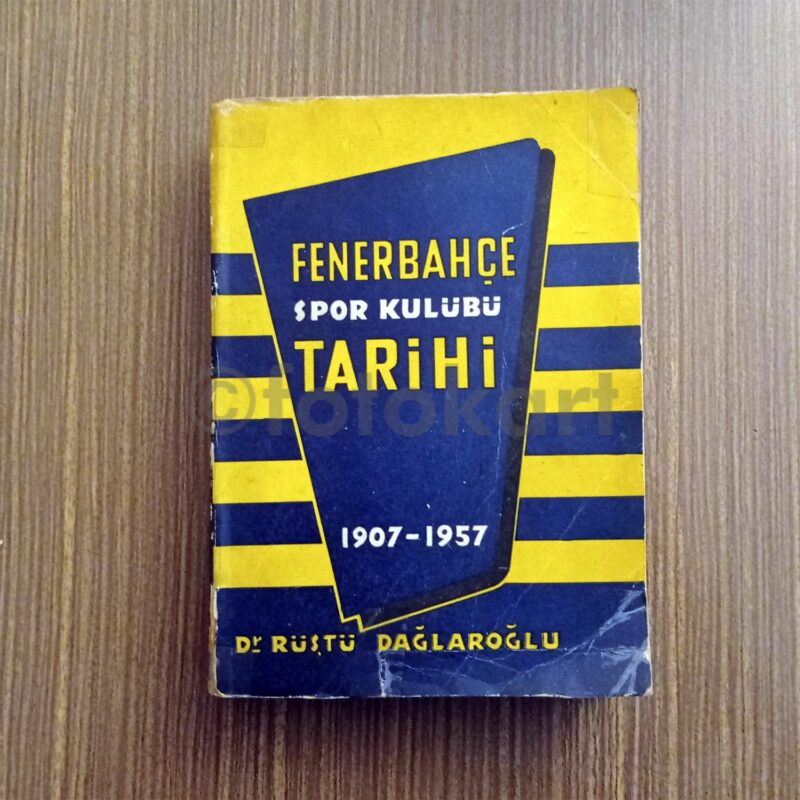 FENERBAHÇE
SPOR KULÜBÜ
TARİHİ
©fotokart
1907-1957
Dr RÜŞTÜ DAĞLAROĞLU